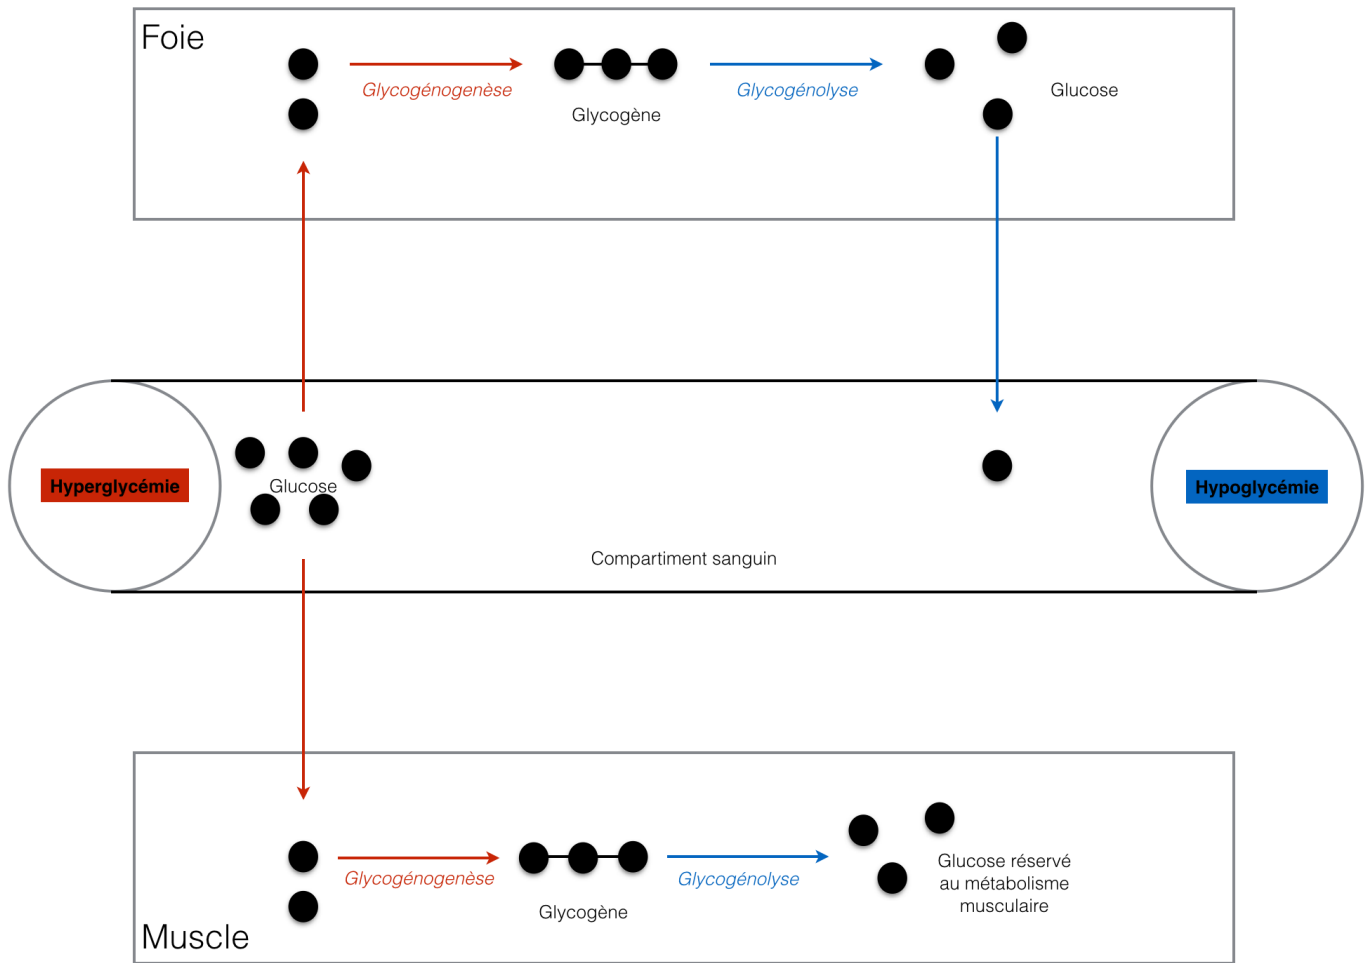 Foie
Glycogénogenèse
Glycogène
Glycogénolyse
Glucose
Hyperglycémie
Glucose
Hypoglycémie
Compartiment sanguin
Glycogénogenèse
Glycogène
Glycogénolyse
Glucose réservé
au métabolisme
musculaire
Muscle